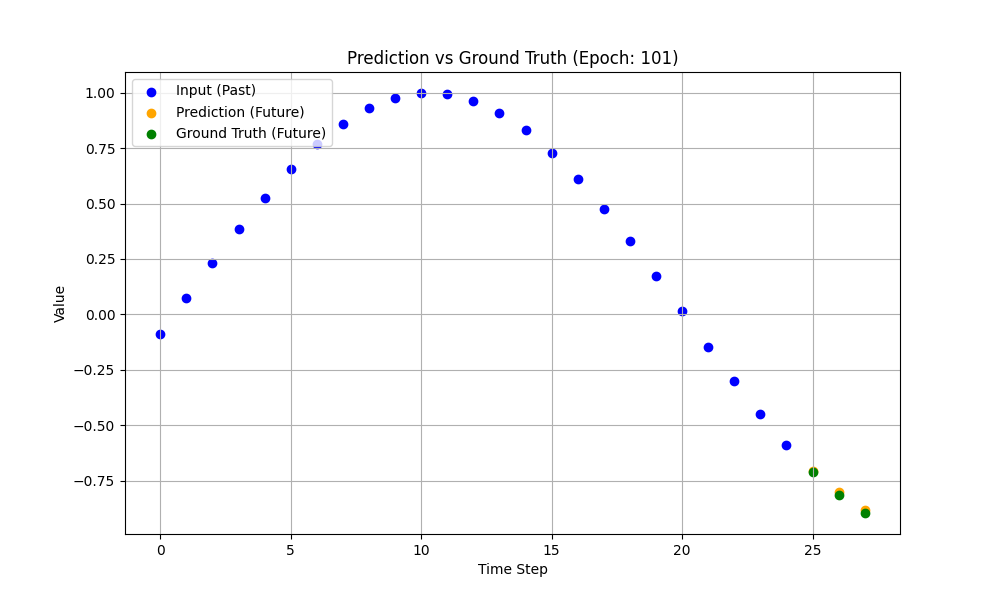 Prediction vs Ground Truth (Epoch: 101)
Input (Past)
Prediction (Future)
Ground Truth (Future)
1.00
0.75
0.50
0.25
0.00
−0.25
−0.50
−0.75
Value
0 5 10 15 20 25
Time Step